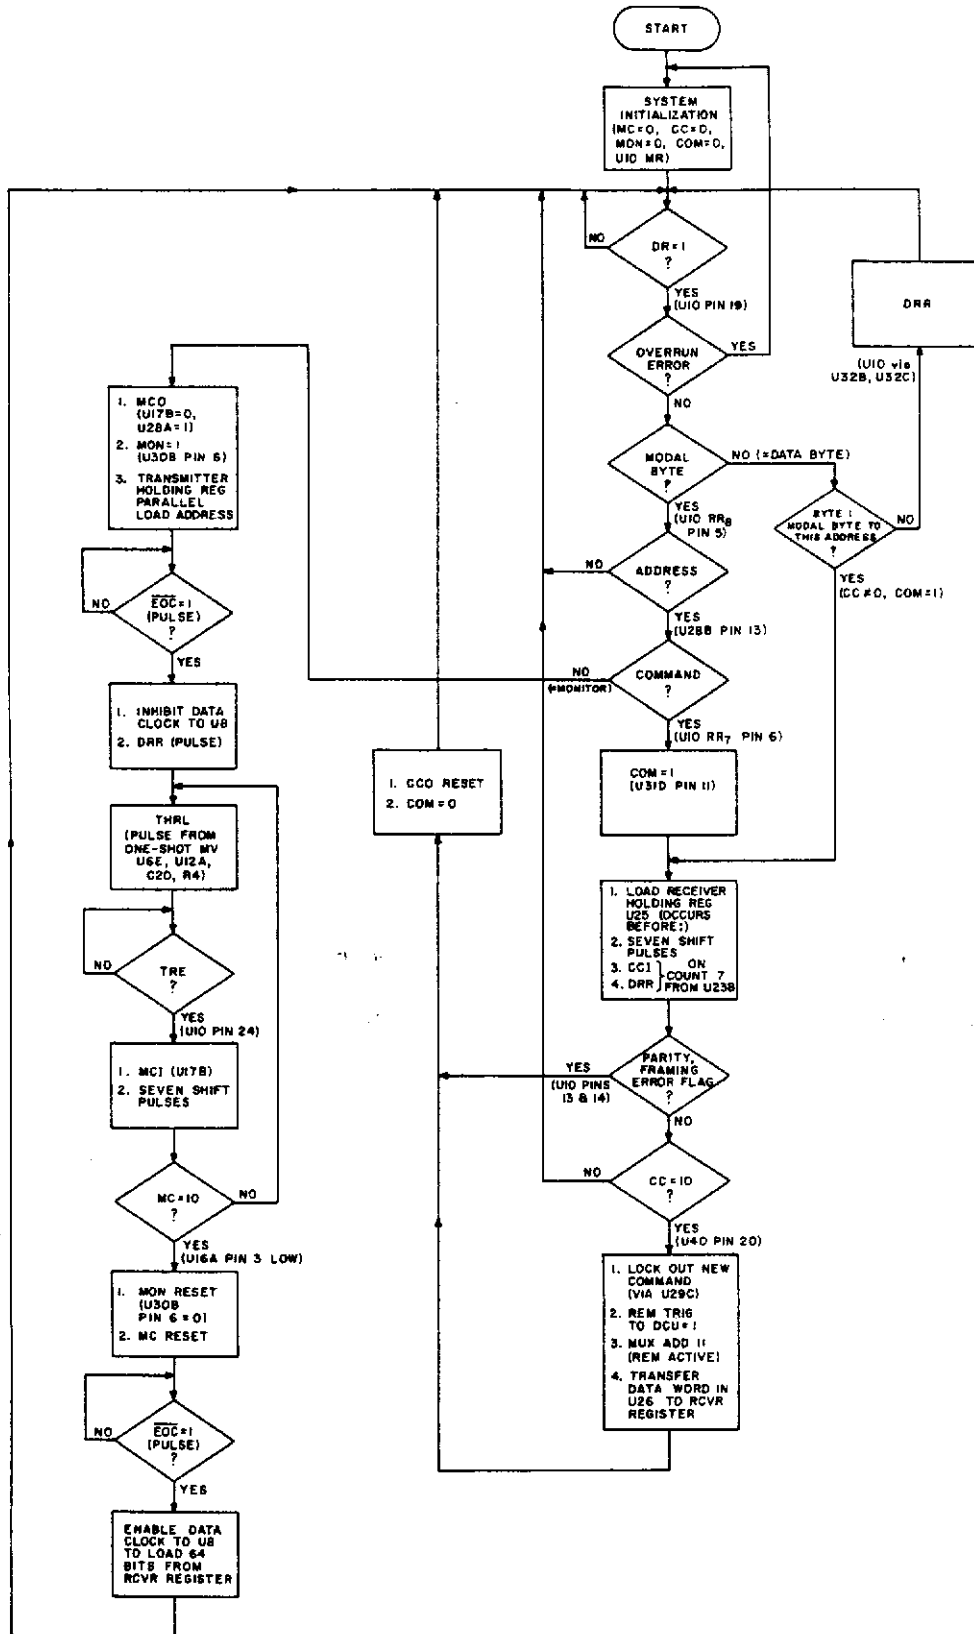 START
SYSTEM
INITIALIZATION
(MC=0, CC=0,
MON=0, COM=0,
U10 MR)
NO
DR=1
?
YES
(U10 PIN 19)
DRR
OVERRUN
ERROR
?
YES
NO
(U10 via
U32B, U32C)
1. MCO
(U17B=0,
U28A=1)
2. MON=1
(U30B PIN 6)
3. TRANSMITTER
HOLDING REG
PARALLEL
LOAD ADDRESS
MODAL
BYTE
?
NO (=DATA BYTE)
YES
(U10 RR8
PIN 5)
BYTE 1
MODAL BYTE TO
THIS ADDRESS
?
NO
YES
(CC≠0, COM=1)
NO
ADDRESS
?
YES
(U28B PIN 13)
NO
EOC=1
(PULSE)
?
YES
NO
(=MONITOR)
COMMAND
?
YES
(U10 RR7 PIN 6)
1. INHIBIT DATA
CLOCK TO U8
2. DRR (PULSE)
1. CCO RESET
2. COM=0
COM=1
(U31D PIN 11)
THRL
(PULSE FROM
ONE-SHOT MV
U6E, U12A,
C20, R4)
1. LOAD RECEIVER
HOLDING REG
U25 (OCCURS
BEFORE:)
2. SEVEN SHIFT
PULSES
3. CCI } ON
4. DRR } COUNT 7
FROM U23B
NO
TRE
?
YES
(U10 PIN 24)
1. MCI (U17B)
2. SEVEN SHIFT
PULSES
YES
(U10 PINS
13 & 14)
PARITY,
FRAMING
ERROR FLAG
?
NO
MC=10
?
NO
YES
(U16A PIN 3 LOW)
NO
CC=10
?
YES
(U40 PIN 20)
1. MON RESET
(U30B
PIN 6=0)
2. MC RESET
1. LOCK OUT NEW
COMMAND
(VIA U29C)
2. REM TRIG
TO DCU=1
3. MUX ADD 11
(REM ACTIVE)
4. TRANSFER
DATA WORD IN
U26 TO RCVR
REGISTER
NO
EOC=1
(PULSE)
?
YES
ENABLE DATA
CLOCK TO U8
TO LOAD 64
BITS FROM
RCVR REGISTER